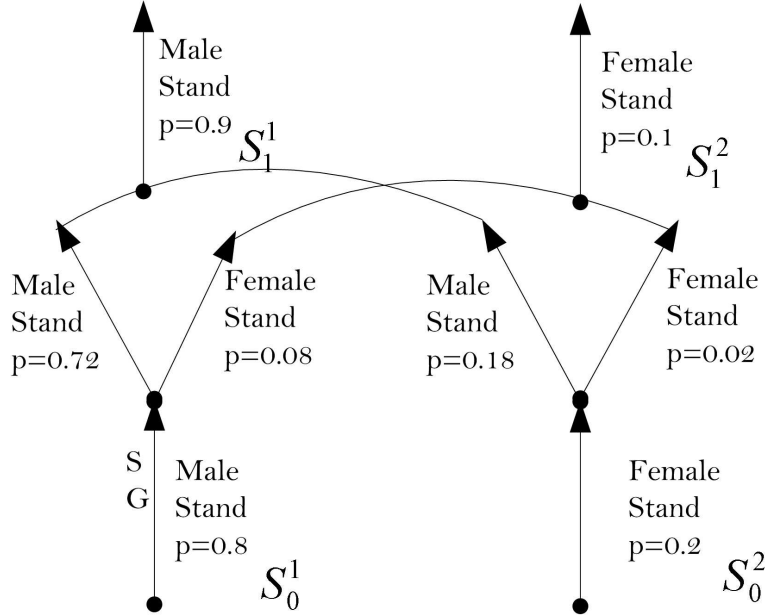 Male
Stand
p=0.9
S_1^1
Female
Stand
p=0.1
S_1^2
Male
Stand
p=0.72
Female
Stand
p=0.08
Male
Stand
p=0.18
Female
Stand
p=0.02
S
G
Male
Stand
p=0.8
S_0^1
Female
Stand
p=0.2
S_0^2